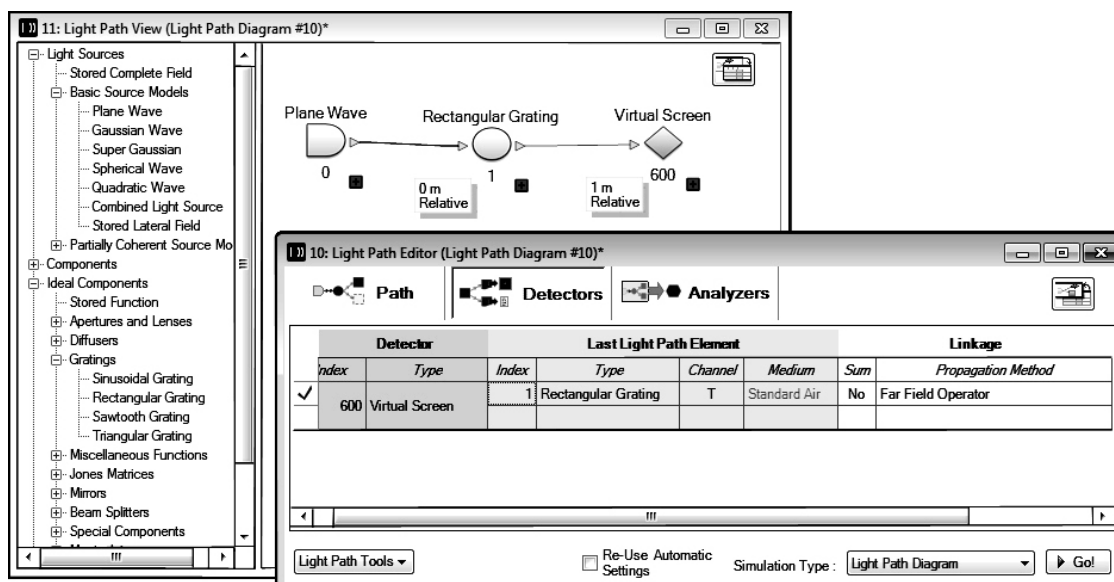 11: Light Path View (Light Path Diagram #10)*
Light Sources
Stored Complete Field
Basic Source Models
Plane Wave
Gaussian Wave
Super Gaussian
Spherical Wave
Quadratic Wave
Combined Light Source
Stored Lateral Field
Partially Coherent Source Mo
Components
Ideal Components
Stored Function
Apertures and Lenses
Diffusers
Gratings
Sinusoidal Grating
Rectangular Grating
Sawtooth Grating
Triangular Grating
Miscellaneous Functions
Jones Matrices
Mirrors
Beam Splitters
Special Components
Plane Wave
0
Rectangular Grating
1
Virtual Screen
600
0 m
Relative
1 m
Relative
10: Light Path Editor (Light Path Diagram #10)*
Path Detectors Analyzers
Detector Last Light Path Element Linkage
Index Type Index Type Channel Medium Sum Propagation Method
600 Virtual Screen 1 Rectangular Grating T Standard Air No Far Field Operator
Light Path Tools
Re-Use Automatic
Settings
Simulation Type : Light Path Diagram Go!